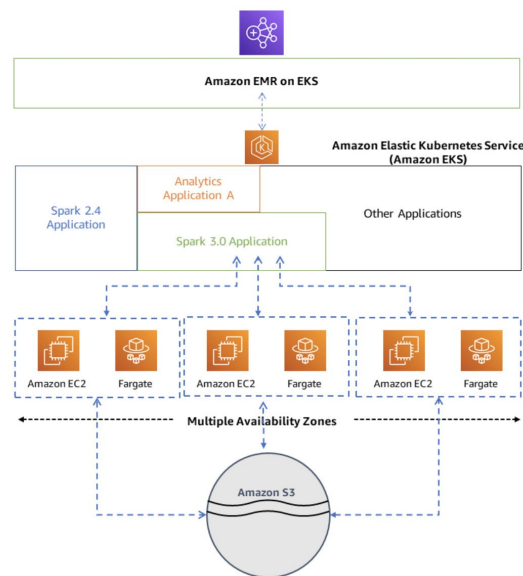 Amazon EMR on EKS
Amazon Elastic Kubernetes Service
(Amazon EKS)
Analytics
Application A
Spark 2.4
Application
Other Applications
Spark 3.0 Application
Amazon EC2
Fargate
Amazon EC2
Fargate
Amazon EC2
Fargate
Multiple Availability Zones
Amazon S3